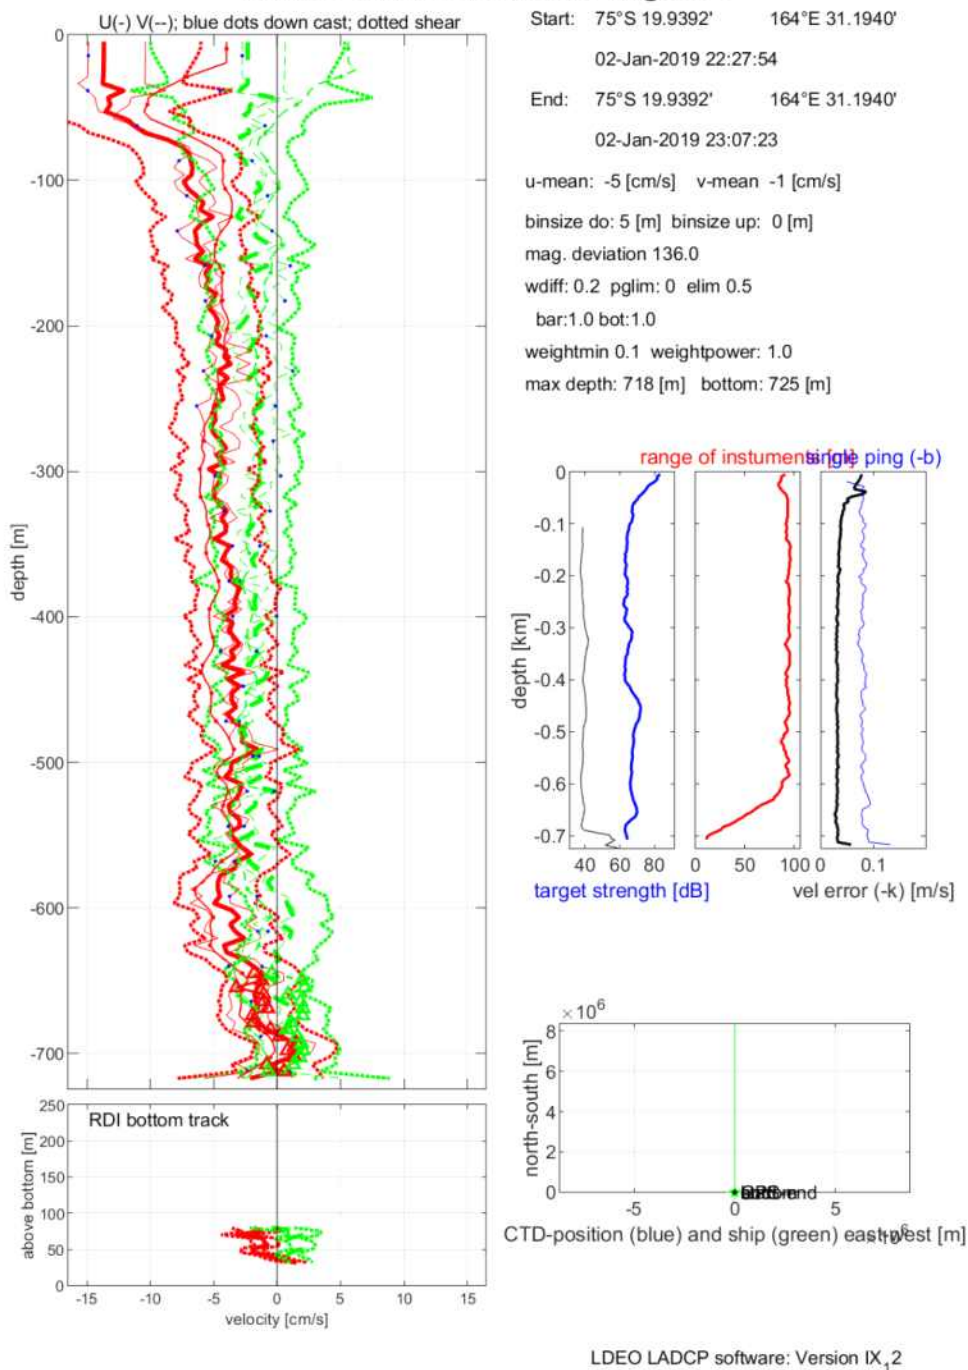 U(-) V(--); blue dots down cast; dotted shear
0
-100
-200
-300
-400
-500
-600
-700
depth [m]
RDI bottom track
250
200
150
100
50
0
above bottom [m]
-15 -10 -5 0 5 10 15
velocity [cm/s]
Start: 75°S 19.9392' 164°E 31.1940'
02-Jan-2019 22:27:54
End: 75°S 19.9392' 164°E 31.1940'
02-Jan-2019 23:07:23
u-mean: -5 [cm/s] v-mean -1 [cm/s]
binsize do: 5 [m] binsize up: 0 [m]
mag. deviation 136.0
wdiff: 0.2 pglim: 0 elim 0.5
bar:1.0 bot:1.0
weightmin 0.1 weightpower: 1.0
max depth: 718 [m] bottom: 725 [m]
range of instuments [m]
single ping (-b)
0
-0.1
-0.2
-0.3
-0.4
-0.5
-0.6
-0.7
depth [km]
40 60 80
0 50 100
0 0.1
target strength [dB]
vel error (-k) [m/s]
×10⁶
8
6
4
2
0
north-south [m]
-5 0 5
CTD-position (blue) and ship (green) east-west [m]
LDEO LADCP software: Version IX₁2